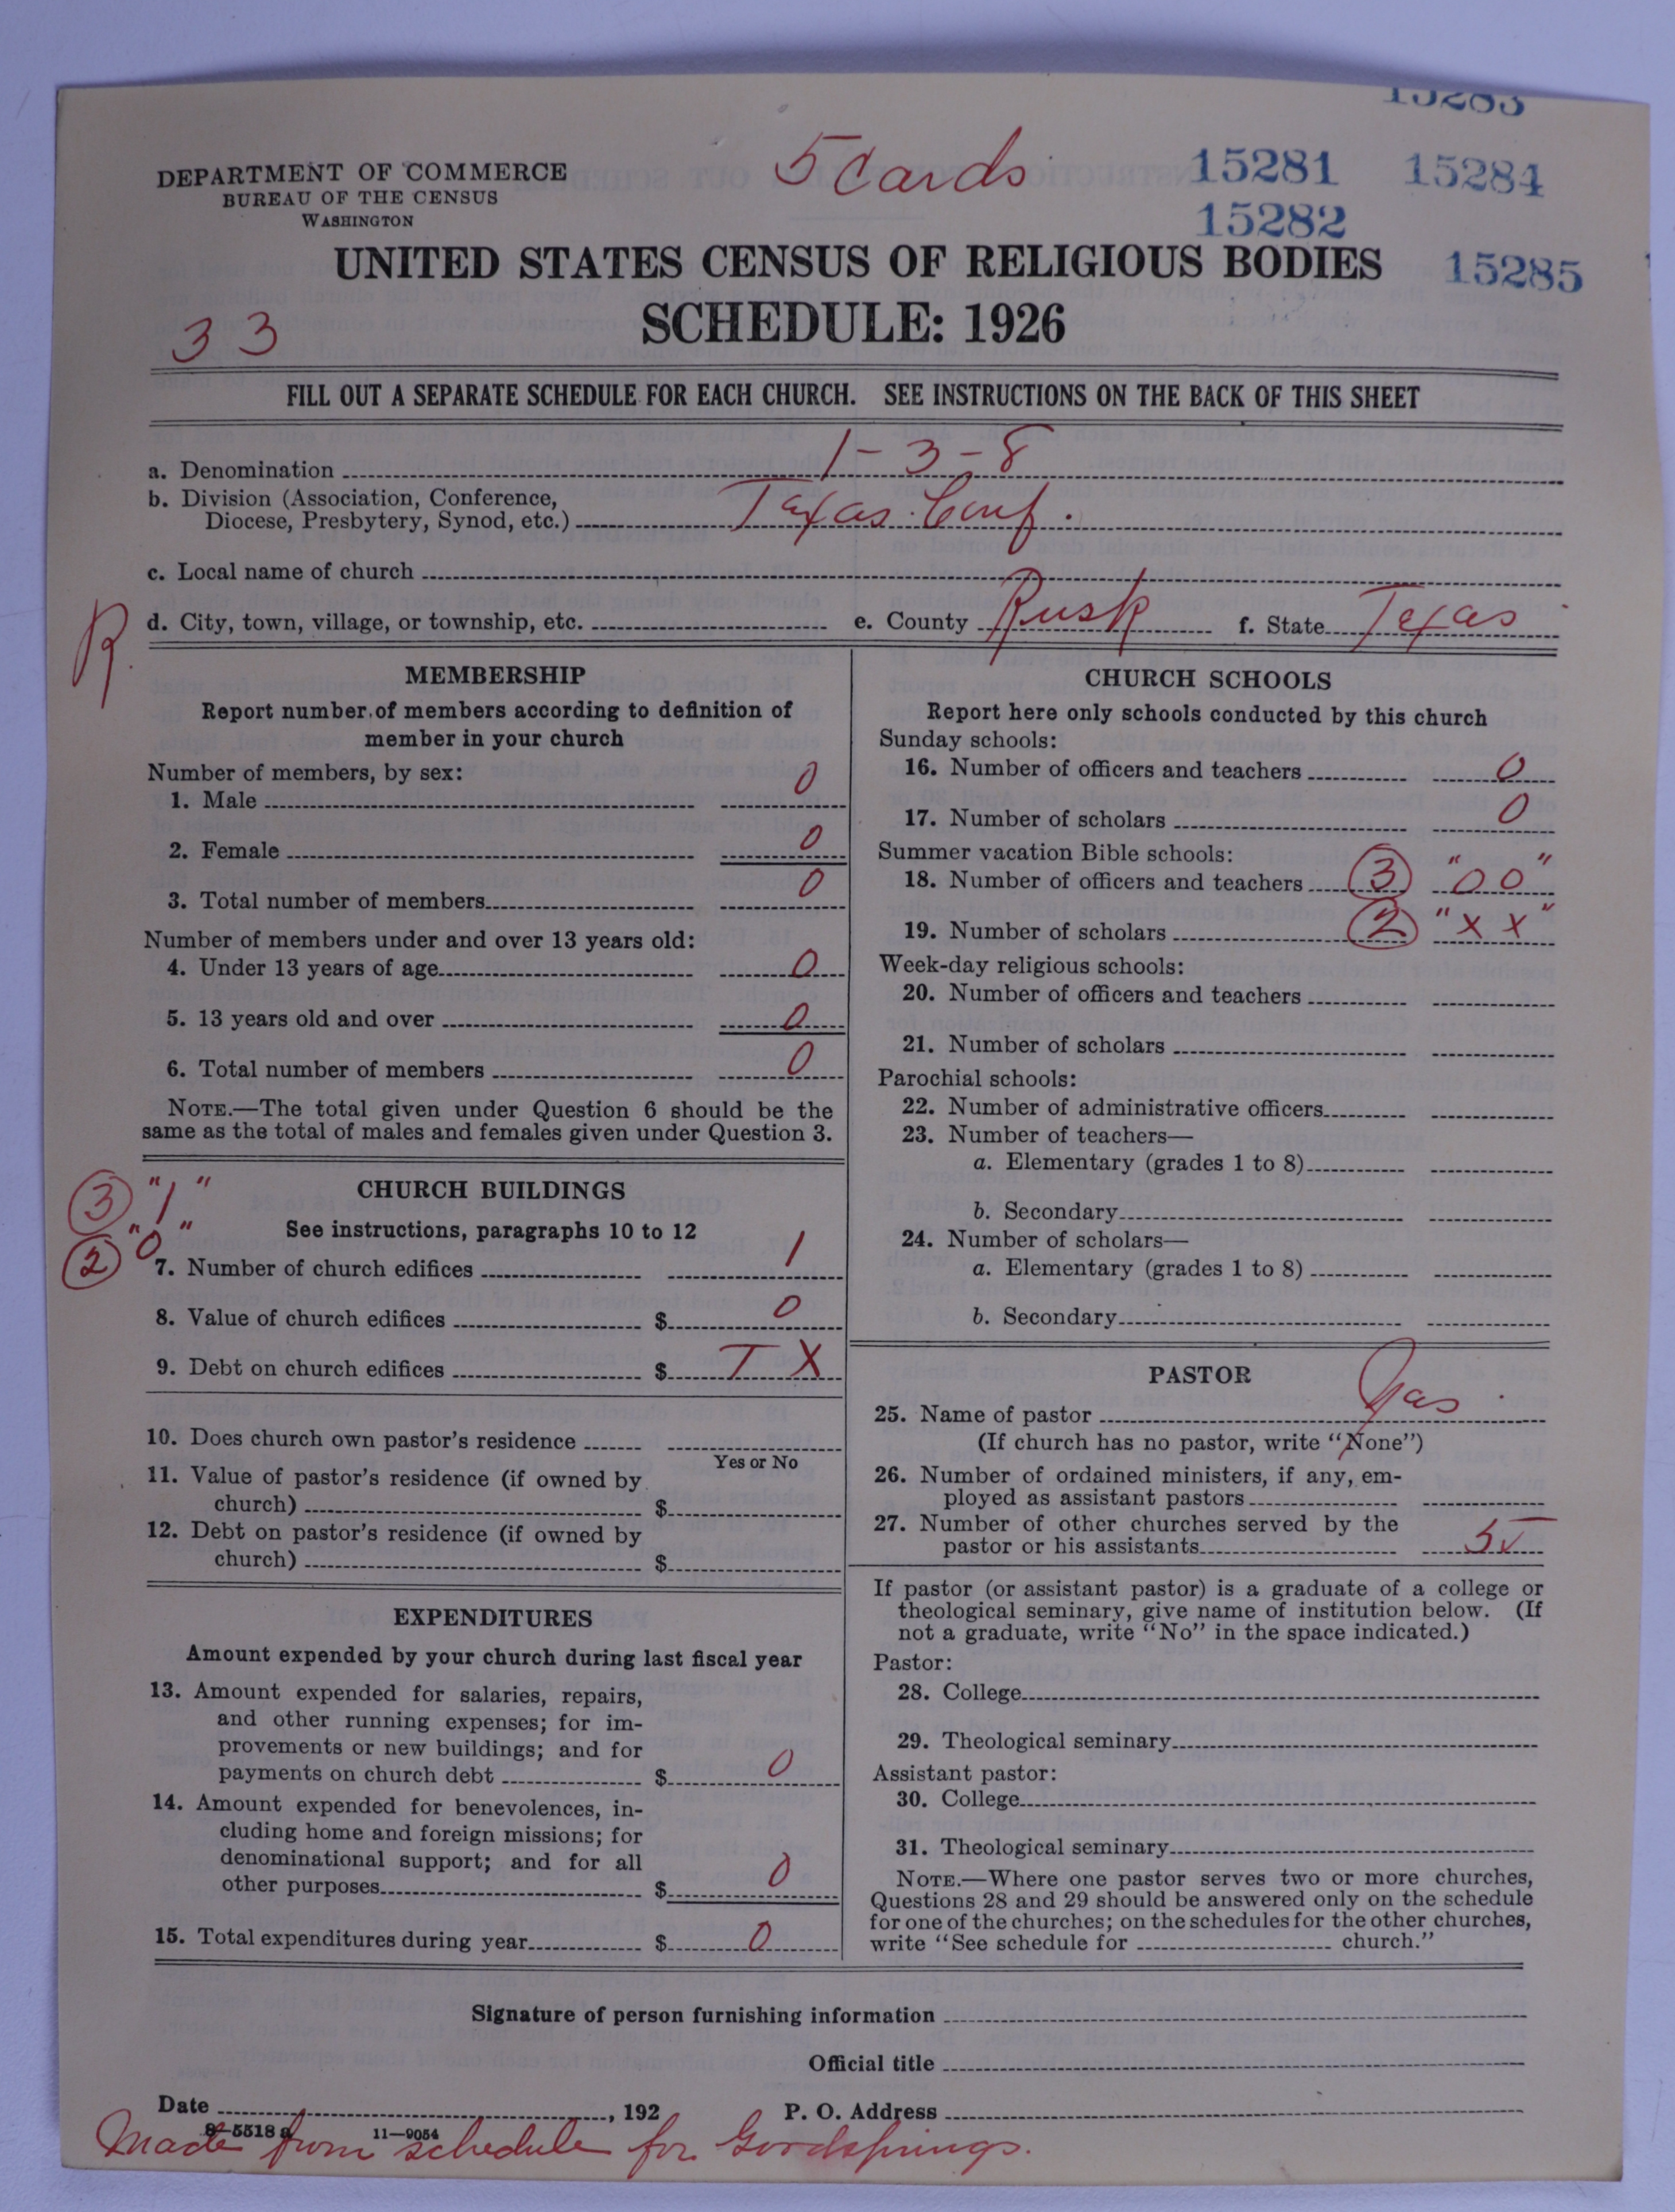 15283
DEPARTMENT OF COMMERCE
BUREAU OF THE CENSUS
WASHINGTON
5 Cards
15281 15284
15282
15285
UNITED STATES CENSUS OF RELIGIOUS BODIES
SCHEDULE: 1926
33
FILL OUT A SEPARATE SCHEDULE FOR EACH CHURCH. SEE INSTRUCTIONS ON THE BACK OF THIS SHEET
a. Denomination 1-3-8
b. Division (Association, Conference,
Diocese, Presbytery, Synod, etc.) Texas Conf.
c. Local name of church
R.
d. City, town, village, or township, etc. e. County Rusk f. State Texas
MEMBERSHIP
Report number of members according to definition of
member in your church
Number of members, by sex:
1. Male 0
2. Female 0
3. Total number of members 0
Number of members under and over 13 years old:
4. Under 13 years of age 0
5. 13 years old and over 0
6. Total number of members 0
NOTE.—The total given under Question 6 should be the
same as the total of males and females given under Question 3.
CHURCH BUILDINGS
See instructions, paragraphs 10 to 12
3 "1"
2 "0"
7. Number of church edifices 1
8. Value of church edifices $ 0
9. Debt on church edifices $ T X
10. Does church own pastor's residence
Yes or No
11. Value of pastor's residence (if owned by
church) $
12. Debt on pastor's residence (if owned by
church) $
EXPENDITURES
Amount expended by your church during last fiscal year
13. Amount expended for salaries, repairs,
and other running expenses; for im-
provements or new buildings; and for
payments on church debt $ 0
14. Amount expended for benevolences, in-
cluding home and foreign missions; for
denominational support; and for all
other purposes $ 0
15. Total expenditures during year $ 0
CHURCH SCHOOLS
Report here only schools conducted by this church
Sunday schools:
16. Number of officers and teachers 0
17. Number of scholars 0
Summer vacation Bible schools:
18. Number of officers and teachers 3 "00"
19. Number of scholars 2 "XX"
Week-day religious schools:
20. Number of officers and teachers
21. Number of scholars
Parochial schools:
22. Number of administrative officers
23. Number of teachers—
a. Elementary (grades 1 to 8)
b. Secondary
24. Number of scholars—
a. Elementary (grades 1 to 8)
b. Secondary
PASTOR
25. Name of pastor
(If church has no pastor, write "None")
26. Number of ordained ministers, if any, em-
ployed as assistant pastors
27. Number of other churches served by the
pastor or his assistants
If pastor (or assistant pastor) is a graduate of a college or
theological seminary, give name of institution below. (If
not a graduate, write "No" in the space indicated.)
Pastor:
28. College
29. Theological seminary
Assistant pastor:
30. College
31. Theological seminary
NOTE.—Where one pastor serves two or more churches,
Questions 28 and 29 should be answered only on the schedule
for one of the churches; on the schedules for the other churches,
write "See schedule for church."
Signature of person furnishing information
Official title
Date , 192 P. O. Address
8—5518 a 11—9054
Made from schedule for